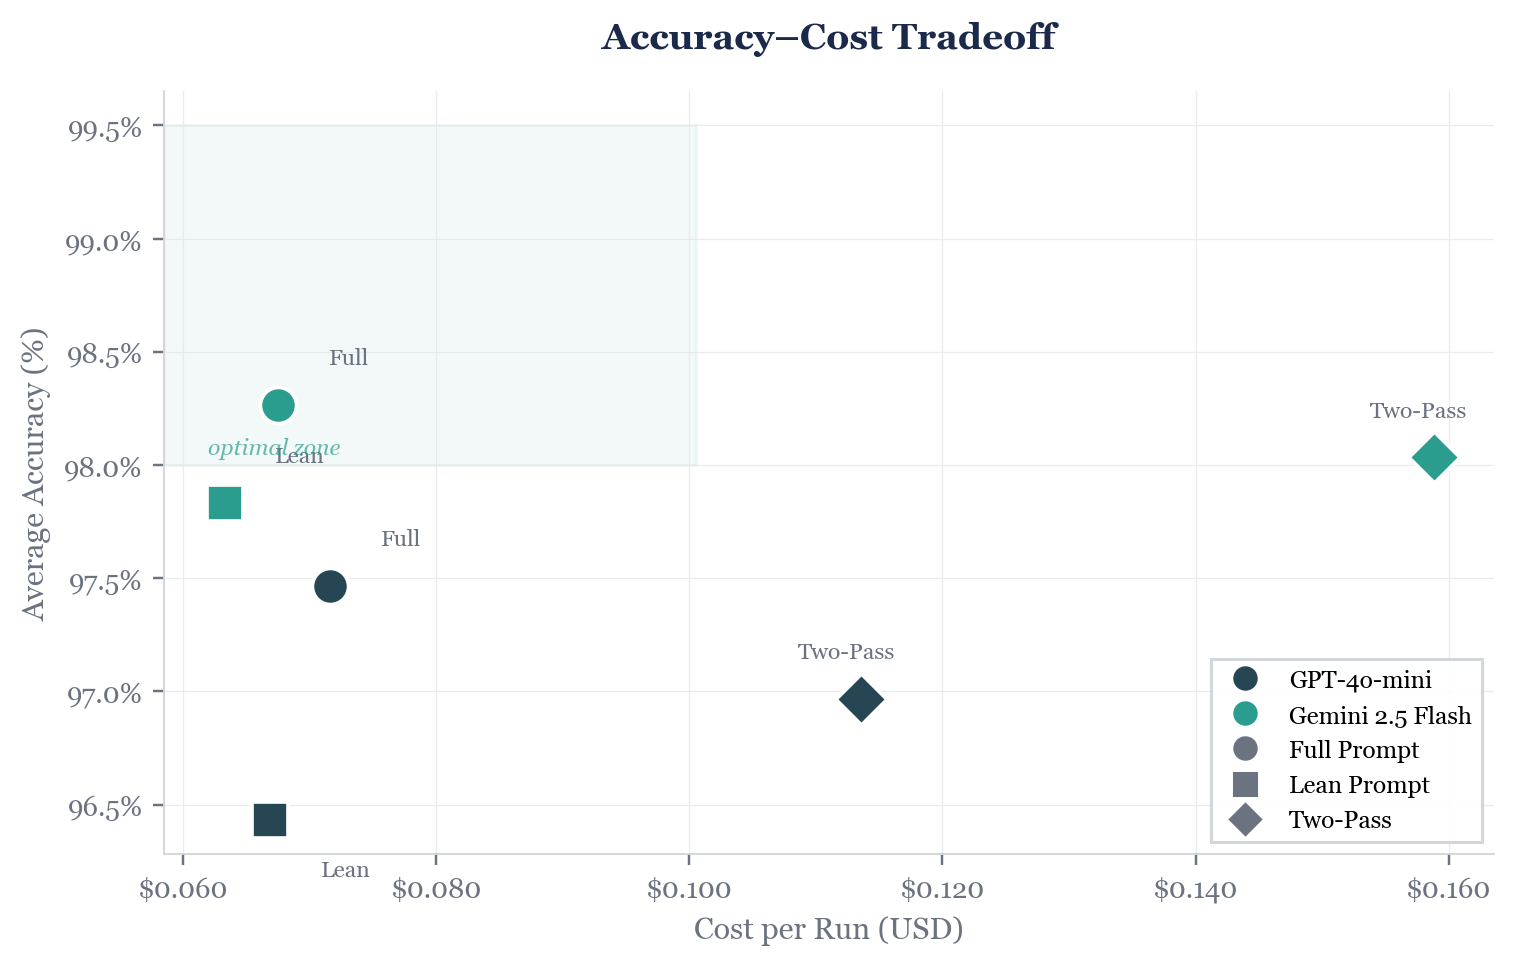 Accuracy–Cost Tradeoff
Average Accuracy (%)
99.5%
99.0%
98.5%
98.0%
97.5%
97.0%
96.5%
Full
optimal zone
Lean
Full
Two-Pass
Two-Pass
Lean
GPT-4o-mini
Gemini 2.5 Flash
Full Prompt
Lean Prompt
Two-Pass
$0.060 $0.080 $0.100 $0.120 $0.140 $0.160
Cost per Run (USD)